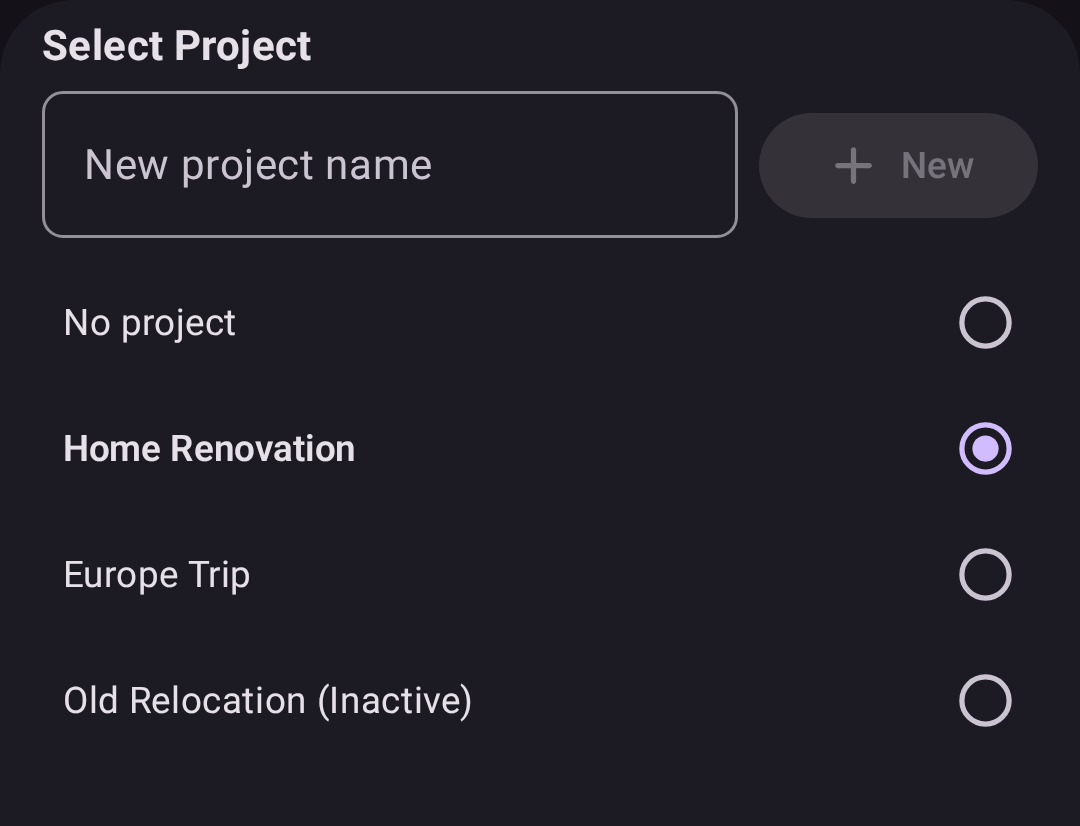 Select Project
New project name
New
No project
Home Renovation
Europe Trip
Old Relocation (Inactive)